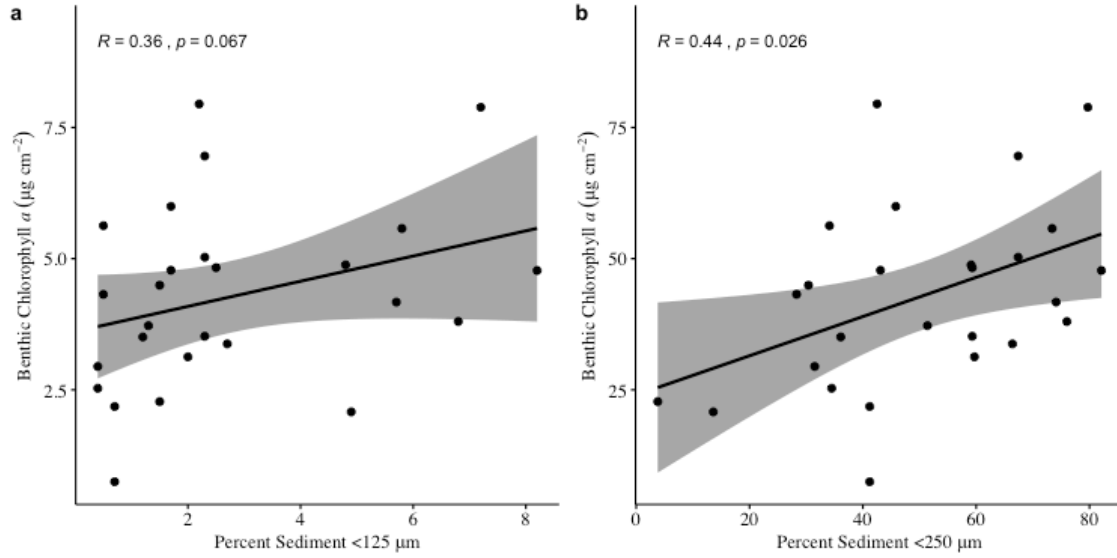 a
R = 0.36 , p = 0.067
7.5
5.0
2.5
Benthic Chlorophyll a (µg cm⁻²)
2
4
6
8
Percent Sediment <125 µm
b
R = 0.44 , p = 0.026
75
50
25
Benthic Chlorophyll a (µg cm⁻²)
0
20
40
60
80
Percent Sediment <250 µm